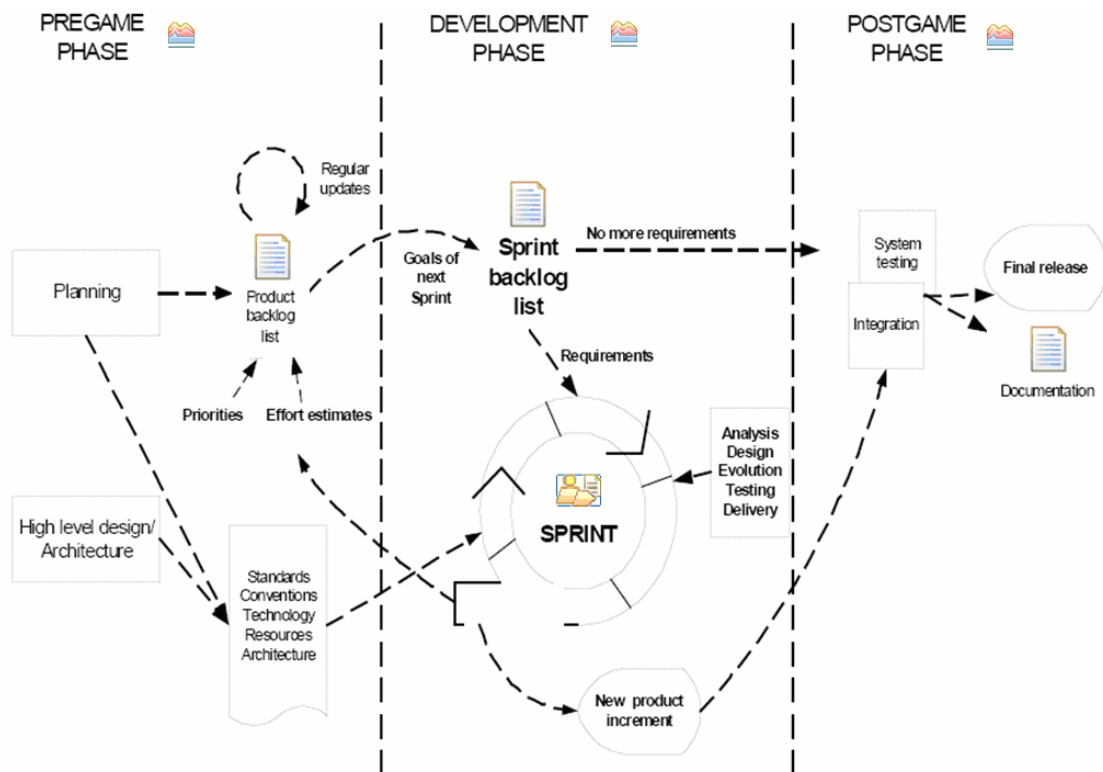 PREGAME
PHASE
DEVELOPMENT
PHASE
POSTGAME
PHASE
Regular
updates
Planning
Product
backlog
list
Priorities
Effort estimates
High level design/
Architecture
Standards
Conventions
Technology
Resources
Architecture
Goals of
next
Sprint
Sprint
backlog
list
No more requirements
Requirements
SPRINT
Analysis
Design
Evolution
Testing
Delivery
New product
increment
System
testing
Integration
Final release
Documentation